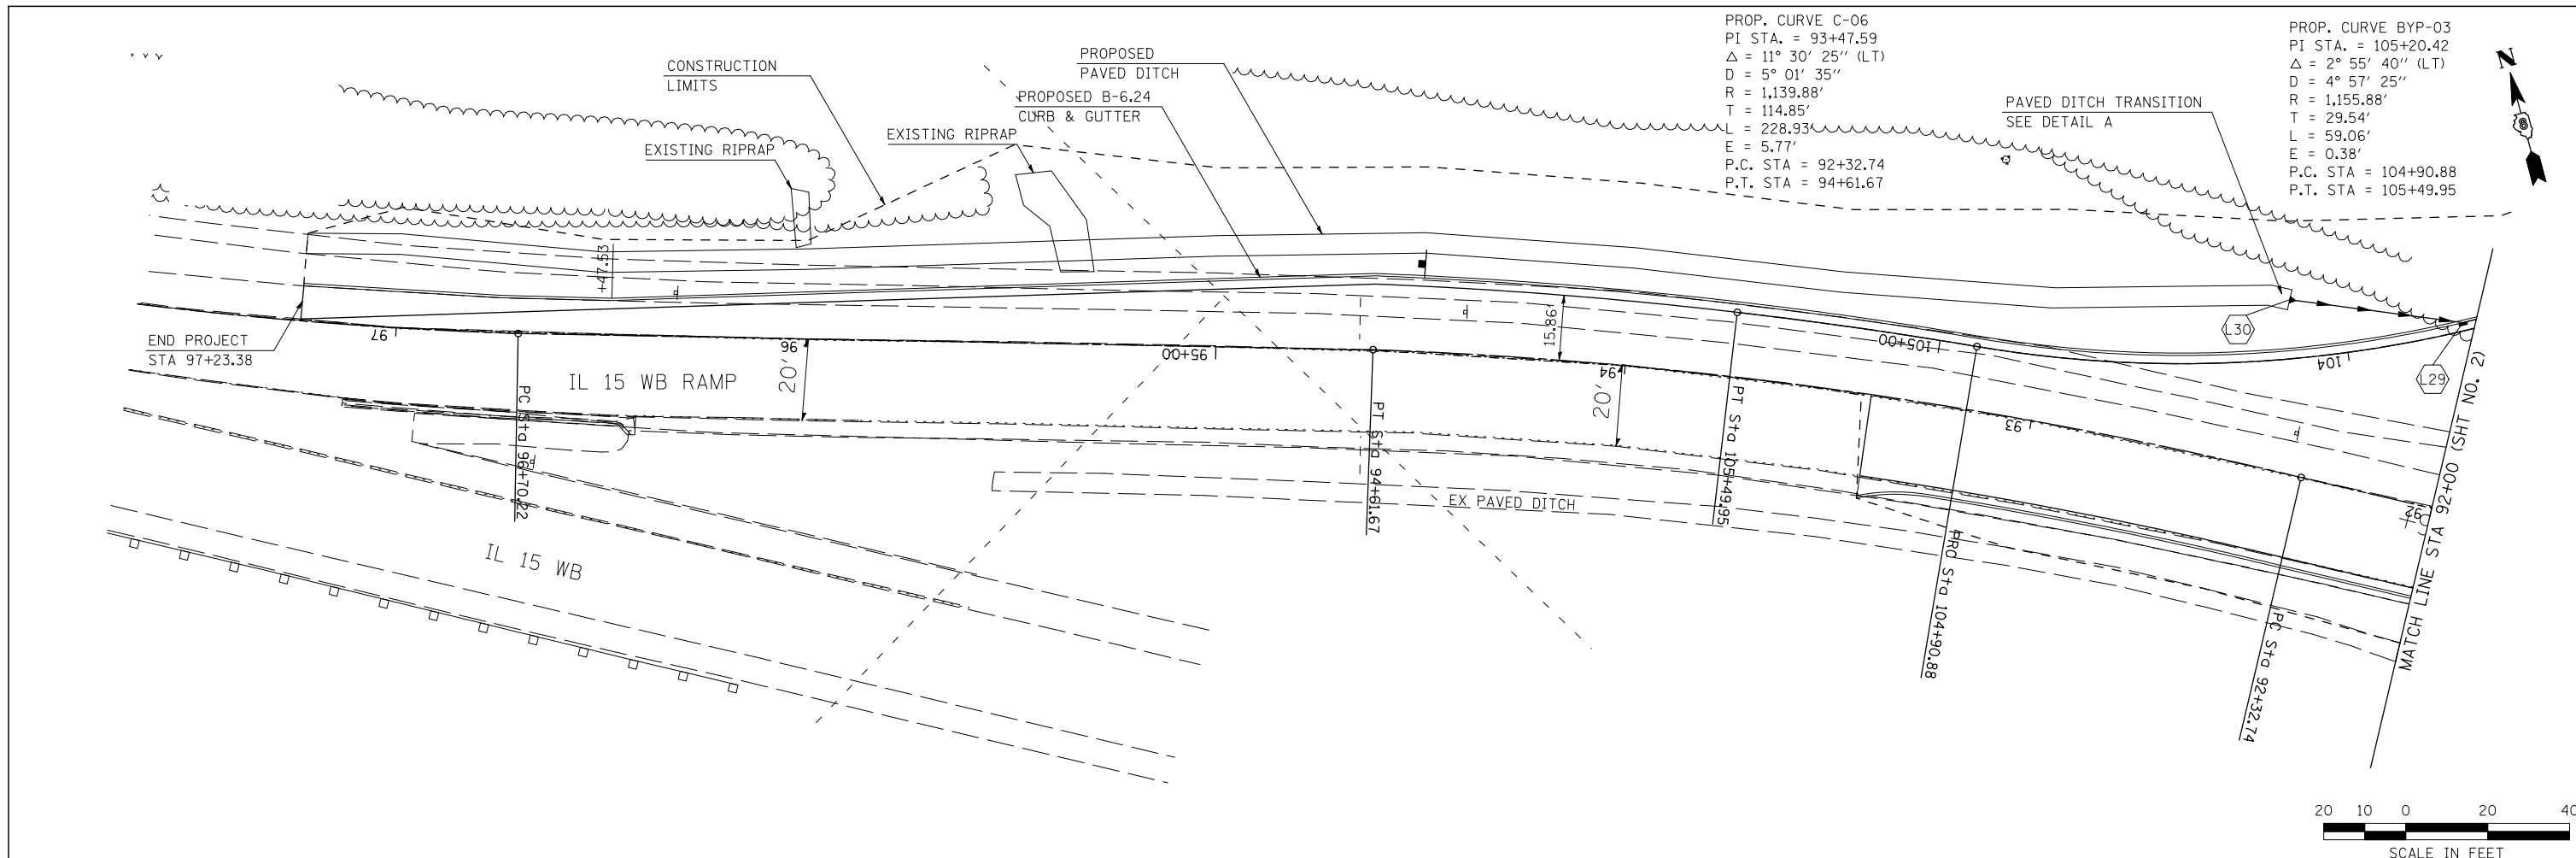 PROP. CURVE C-06
PI STA. = 93+47.59
Δ = 11° 30' 25" (LT)
D = 5° 01' 35"
R = 1,139.88'
T = 114.85'
L = 228.93'
E = 5.77'
P.C. STA = 92+32.74
P.T. STA = 94+61.67
PROP. CURVE BYP-03
PI STA. = 105+20.42
Δ = 2° 55' 40" (LT)
D = 4° 57' 25"
R = 1,155.88'
T = 29.54'
L = 59.06'
E = 0.38'
P.C. STA = 104+90.88
P.T. STA = 105+49.95
N
CONSTRUCTION
LIMITS
PROPOSED
PAVED DITCH
PROPOSED B-6.24
CURB & GUTTER
EXISTING RIPRAP
EXISTING RIPRAP
PAVED DITCH TRANSITION
SEE DETAIL A
+47.53
END PROJECT
STA 97+23.38
97
96
95+00
94
93
92+00
105+00
104
15.86'
20'
20'
L30
L29
IL 15 WB RAMP
IL 15 WB
EX PAVED DITCH
PC Sta 96+70.22
PT Sta 94+61.67
PT Sta 105+49.95
PRC Sta 104+90.88
PC Sta 92+32.74
MATCH LINE STA 92+00 (SHT NO. 2)
20 10 0 20 40
SCALE IN FEET